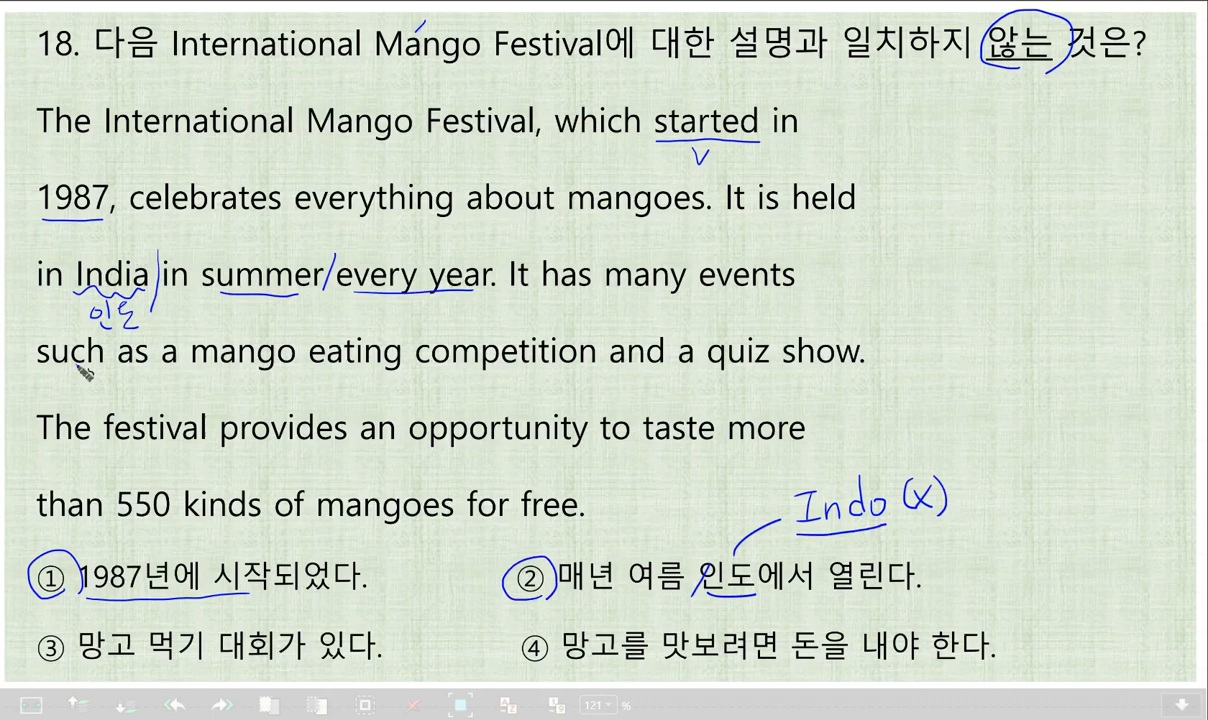 18. 다음 International Mango Festival에 대한 설명과 일치하지 않는 것은?
The International Mango Festival, which started in
1987, celebrates everything about mangoes. It is held
in India in summer/every year. It has many events
인도
such as a mango eating competition and a quiz show.
The festival provides an opportunity to taste more
than 550 kinds of mangoes for free.
Indo (x)
① 1987년에 시작되었다. ② 매년 여름 인도에서 열린다.
③ 망고 먹기 대회가 있다. ④ 망고를 맛보려면 돈을 내야 한다.
121 %